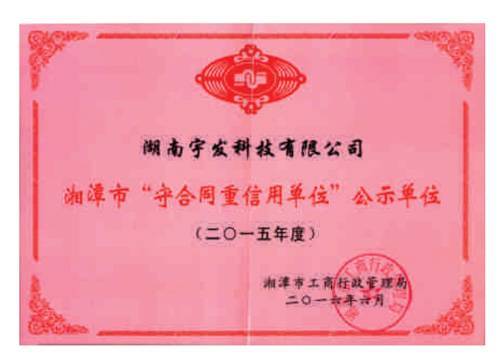 湖南宇发科技有限公司
湘潭市“守合同重信用单位”公示单位
（二〇一五年度）
湘潭市工商行政管理局
二〇一六年六月